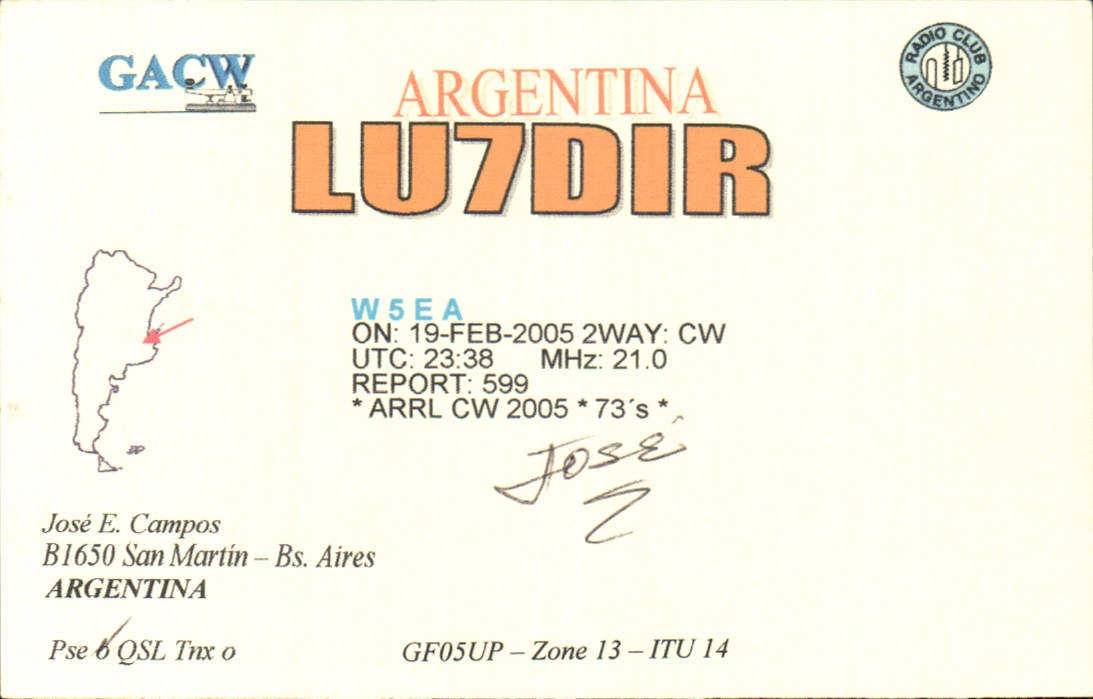 GACW
RADIO CLUB ARGENTINO
ARGENTINA
LU7DIR
W5EA
ON: 19-FEB-2005 2WAY: CW
UTC: 23:38 MHz: 21.0
REPORT: 599
* ARRL CW 2005 * 73´s *
José
José E. Campos
B1650 San Martín – Bs. Aires
ARGENTINA
Pse o QSL Tnx o
GF05UP – Zone 13 – ITU 14